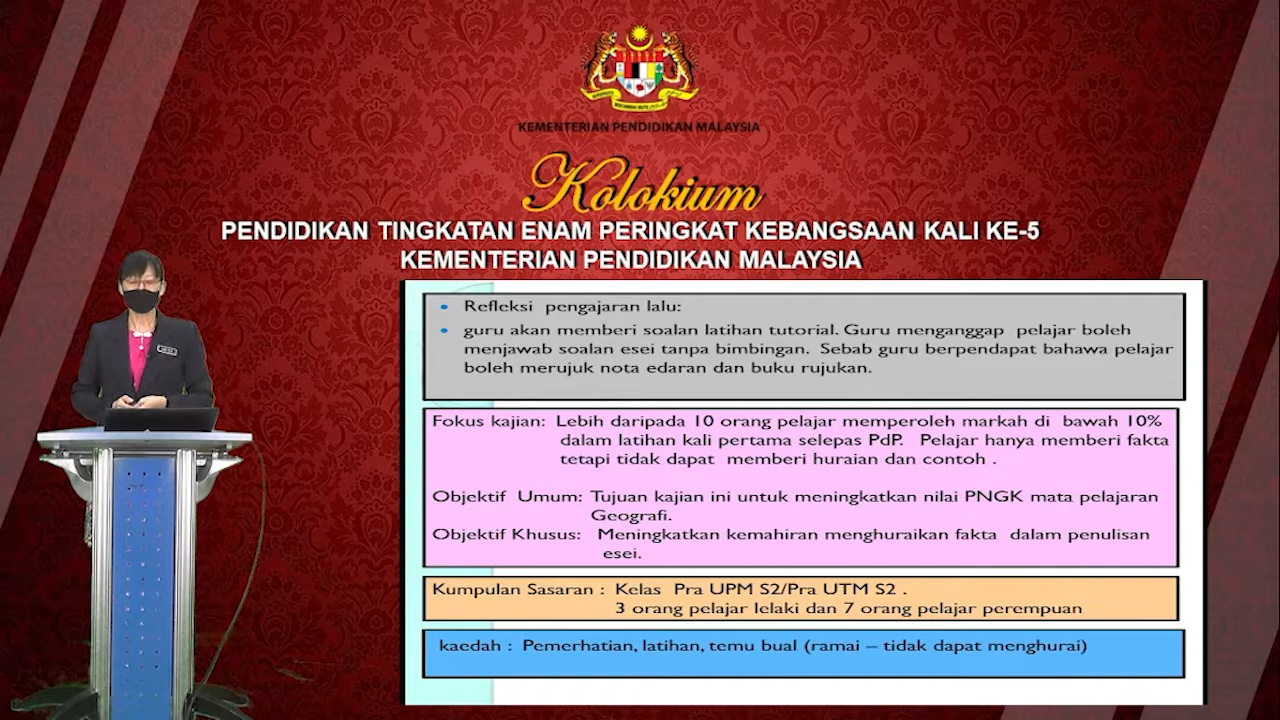 KEMENTERIAN PENDIDIKAN MALAYSIA
Kolokium
PENDIDIKAN TINGKATAN ENAM PERINGKAT KEBANGSAAN KALI KE-5
KEMENTERIAN PENDIDIKAN MALAYSIA
• Refleksi pengajaran lalu:
• guru akan memberi soalan latihan tutorial. Guru menganggap pelajar boleh
menjawab soalan esei tanpa bimbingan. Sebab guru berpendapat bahawa pelajar
boleh merujuk nota edaran dan buku rujukan.
Fokus kajian: Lebih daripada 10 orang pelajar memperoleh markah di bawah 10%
dalam latihan kali pertama selepas PdP. Pelajar hanya memberi fakta
tetapi tidak dapat memberi huraian dan contoh .
Objektif Umum: Tujuan kajian ini untuk meningkatkan nilai PNGK mata pelajaran
Geografi.
Objektif Khusus: Meningkatkan kemahiran menghuraikan fakta dalam penulisan
esei.
Kumpulan Sasaran : Kelas Pra UPM S2/Pra UTM S2 .
3 orang pelajar lelaki dan 7 orang pelajar perempuan
kaedah : Pemerhatian, latihan, temu bual (ramai – tidak dapat menghurai)